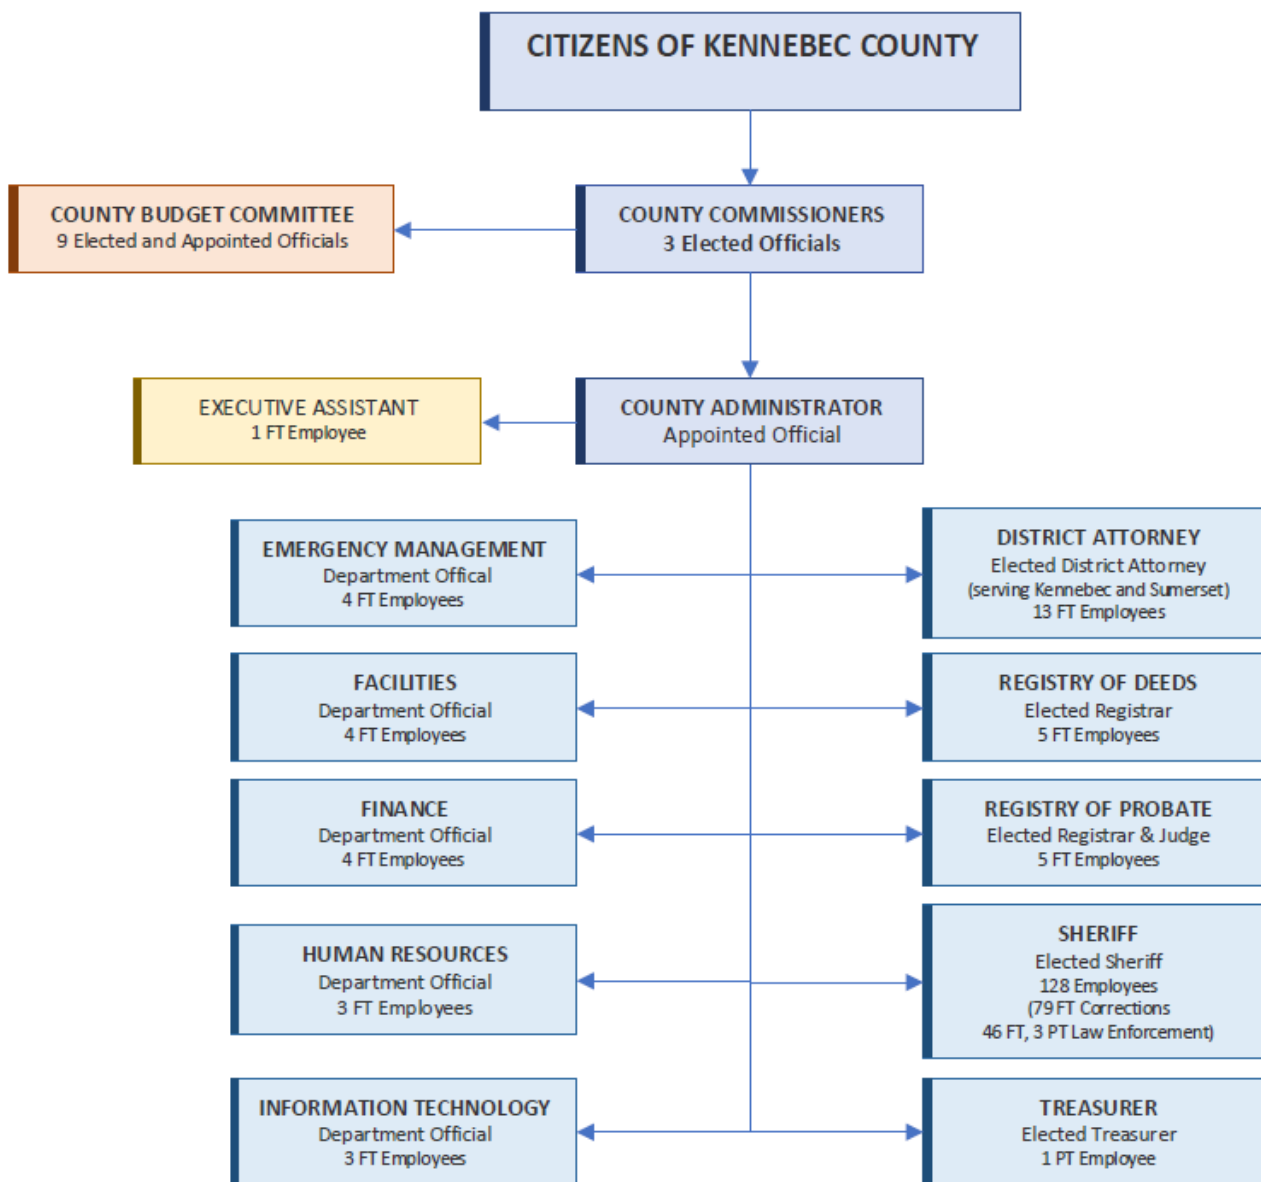 CITIZENS OF KENNEBEC COUNTY
COUNTY BUDGET COMMITTEE
9 Elected and Appointed Officials
COUNTY COMMISSIONERS
3 Elected Officials
EXECUTIVE ASSISTANT
1 FT Employee
COUNTY ADMINISTRATOR
Appointed Official
EMERGENCY MANAGEMENT
Department Offical
4 FT Employees
DISTRICT ATTORNEY
Elected District Attorney
(serving Kennebec and Sumerset)
13 FT Employees
FACILITIES
Department Official
4 FT Employees
REGISTRY OF DEEDS
Elected Registrar
5 FT Employees
FINANCE
Department Official
4 FT Employees
REGISTRY OF PROBATE
Elected Registrar & Judge
5 FT Employees
HUMAN RESOURCES
Department Official
3 FT Employees
SHERIFF
Elected Sheriff
128 Employees
(79 FT Corrections
46 FT, 3 PT Law Enforcement)
INFORMATION TECHNOLOGY
Department Official
3 FT Employees
TREASURER
Elected Treasurer
1 PT Employee